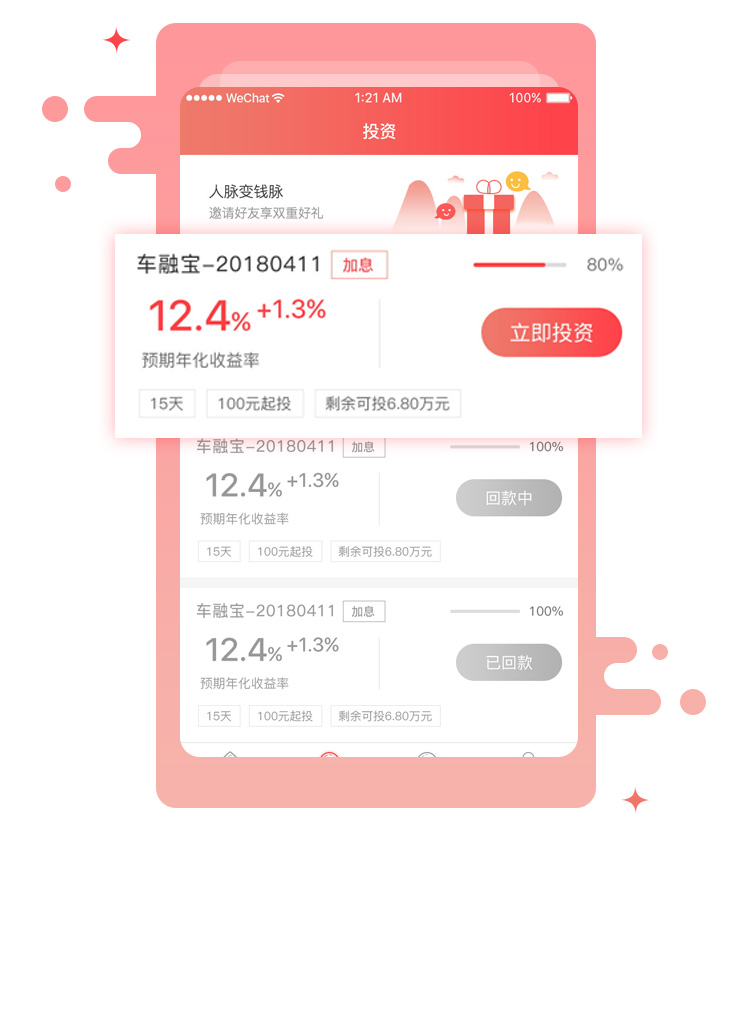 WeChat 1:21 AM 100%
投资
人脉变钱脉
邀请好友享双重好礼
车融宝-20180411 加息 80%
12.4% +1.3%
立即投资
预期年化收益率
15天 100元起投 剩余可投6.80万元
车融宝-20180411 加息 100%
12.4% +1.3%
回款中
预期年化收益率
15天 100元起投 剩余可投6.80万元
车融宝-20180411 加息 100%
12.4% +1.3%
已回款
预期年化收益率
15天 100元起投 剩余可投6.80万元